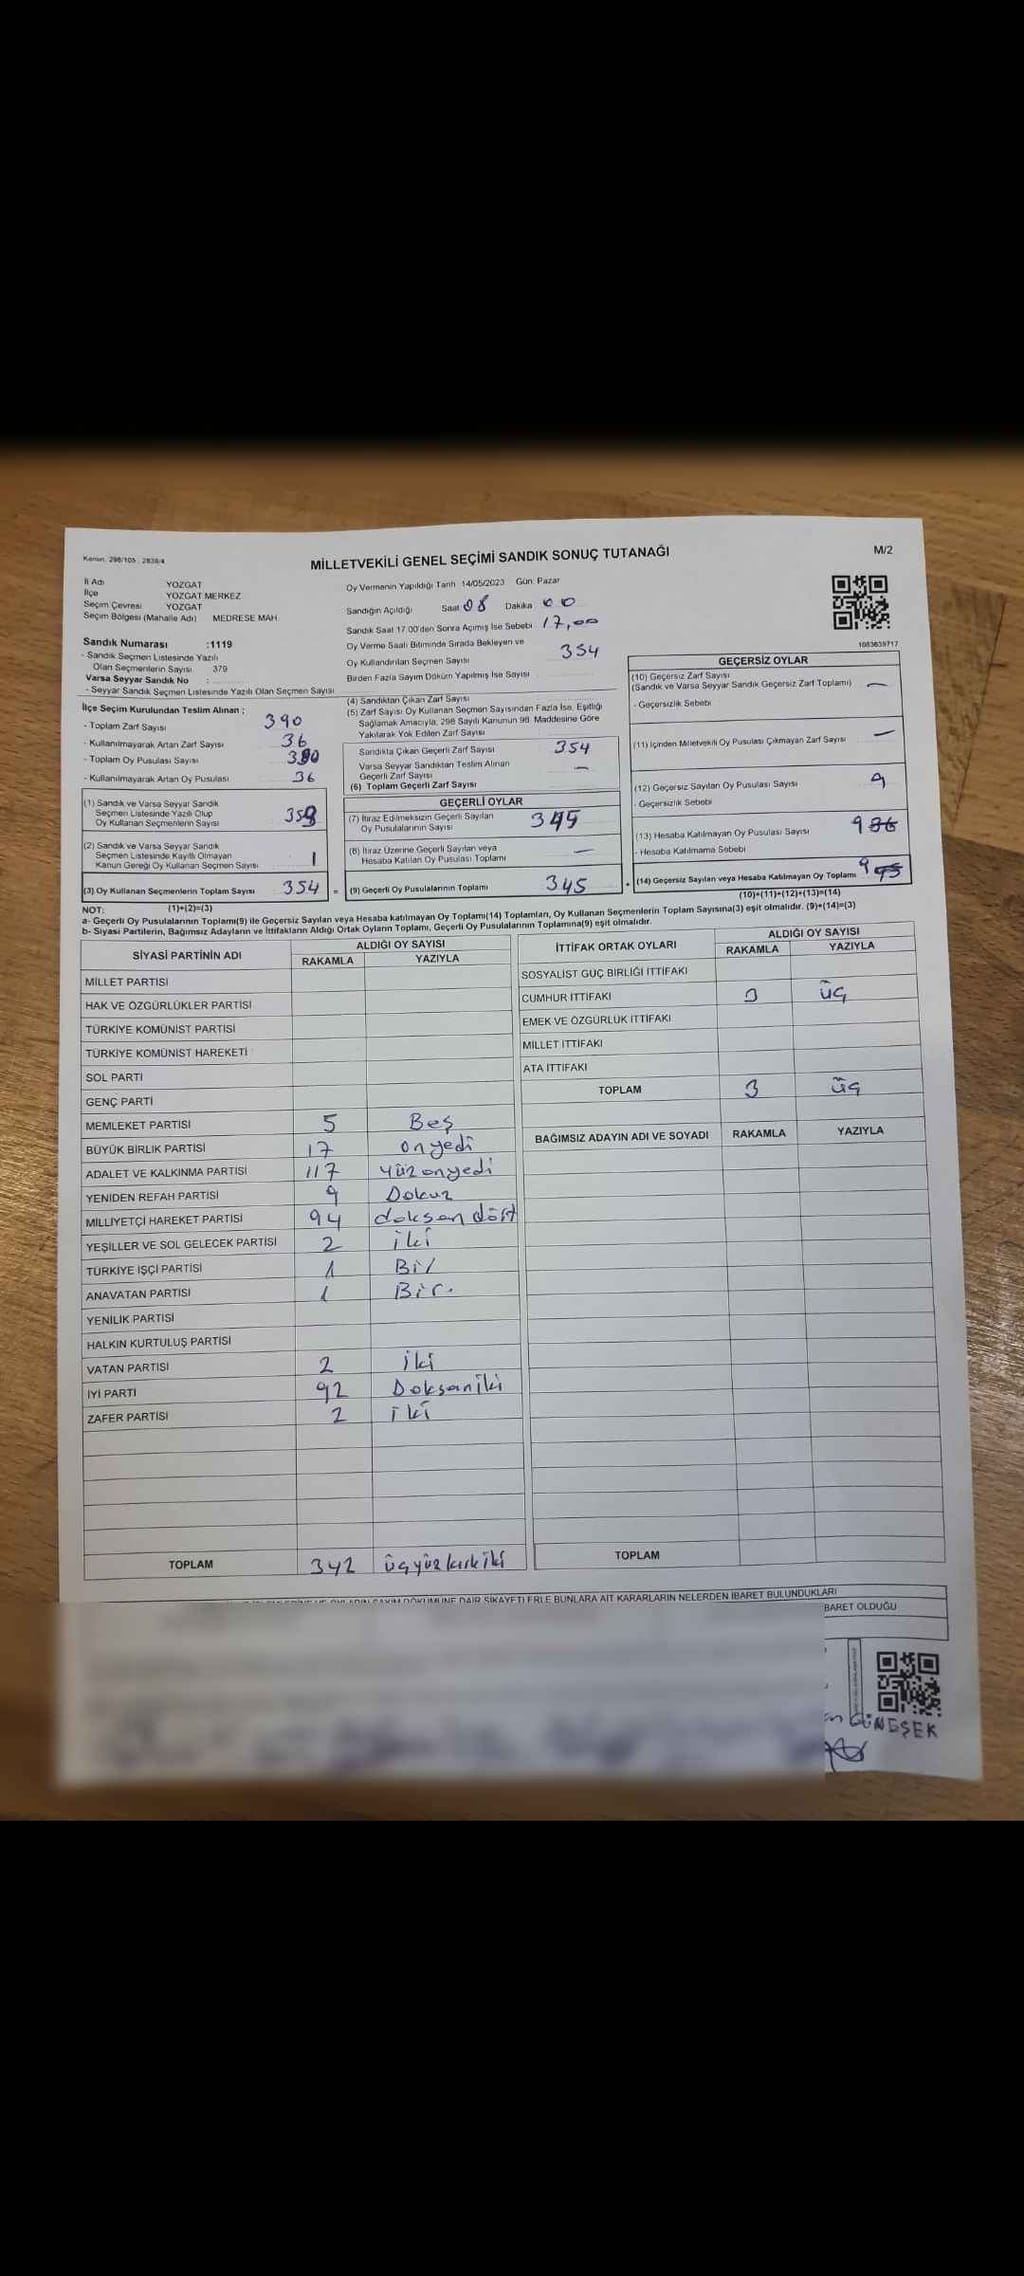 Kanun: 298/105 ; 2839/4
MİLLETVEKİLİ GENEL SEÇİMİ SANDIK SONUÇ TUTANAĞI
M/2
İl Adı YOZGAT
İlçe YOZGAT MERKEZ
Seçim Çevresi YOZGAT
Seçim Bölgesi (Mahalle Adı) MEDRESE MAH
Sandık Numarası :1119
- Sandık Seçmen Listesinde Yazılı
Olan Seçmenlerin Sayısı 379
Varsa Seyyar Sandık No :
- Seyyar Sandık Seçmen Listesinde Yazılı Olan Seçmen Sayısı
Oy Vermenin Yapıldığı Tarih 14/05/2023 Gün: Pazar
Sandığın Açıldığı Saat 08 Dakika 00
Sandık Saat 17.00'den Sonra Açımış İse Sebebi 17,00
Oy Verme Saati Bitiminde Sırada Bekleyen ve
Oy Kullandırılan Seçmen Sayısı 354
Birden Fazla Sayım Döküm Yapılmış İse Sayısı
1083639717
İlçe Seçim Kurulundan Teslim Alınan ;
- Toplam Zarf Sayısı 390
- Kullanılmayarak Artan Zarf Sayısı 36
- Toplam Oy Pusulası Sayısı 390
- Kullanılmayarak Artan Oy Pusulası 36
(1) Sandık ve Varsa Seyyar Sandık
Seçmen Listesinde Yazılı Olup
Oy Kullanan Seçmenlerin Sayısı 353
(2) Sandık ve Varsa Seyyar Sandık
Seçmen Listesinde Kayıtlı Olmayan
Kanun Gereği Oy Kullanan Seçmen Sayısı 1
(3) Oy Kullanan Seçmenlerin Toplam Sayısı 354 =
(4) Sandıktan Çıkan Zarf Sayısı
(5) Zarf Sayısı Oy Kullanan Seçmen Sayısından Fazla İse, Eşitliği
Sağlamak Amacıyla, 298 Sayılı Kanunun 98. Maddesine Göre
Yakılarak Yok Edilen Zarf Sayısı
Sandıkta Çıkan Geçerli Zarf Sayısı 354
Varsa Seyyar Sandıktan Teslim Alınan
Geçerli Zarf Sayısı —
(6) Toplam Geçerli Zarf Sayısı
GEÇERLİ OYLAR
(7) İtiraz Edilmeksizin Geçerli Sayılan
Oy Pusulalarının Sayısı 345
(8) İtiraz Üzerine Geçerli Sayılan veya
Hesaba Katılan Oy Pusulası Toplamı —
(9) Geçerli Oy Pusulalarının Toplamı 345 +
GEÇERSİZ OYLAR
(10) Geçersiz Zarf Sayısı
(Sandık ve Varsa Seyyar Sandık Geçersiz Zarf Toplamı) —
- Geçersizlik Sebebi
(11) İçinden Milletvekili Oy Pusulası Çıkmayan Zarf Sayısı —
(12) Geçersiz Sayılan Oy Pusulası Sayısı 9
- Geçersizlik Sebebi
(13) Hesaba Katılmayan Oy Pusulası Sayısı 9 36
- Hesaba Katılmama Sebebi
(14) Geçersiz Sayılan veya Hesaba Katılmayan Oy Toplamı 9
(1)+(2)=(3)
(10)+(11)+(12)+(13)=(14)
NOT:
a- Geçerli Oy Pusulalarının Toplamı(9) ile Geçersiz Sayılan veya Hesaba katılmayan Oy Toplamı(14) Toplamları, Oy Kullanan Seçmenlerin Toplam Sayısına(3) eşit olmalıdır. (9)+(14)=(3)
b- Siyasi Partilerin, Bağımsız Adayların ve İttifakların Aldığı Ortak Oyların Toplamı, Geçerli Oy Pusulalarının Toplamına(9) eşit olmalıdır.
SİYASİ PARTİNİN ADI ALDIĞI OY SAYISI
RAKAMLA YAZIYLA
MİLLET PARTİSİ
HAK VE ÖZGÜRLÜKLER PARTİSİ
TÜRKİYE KOMÜNİST PARTİSİ
TÜRKİYE KOMÜNİST HAREKETİ
SOL PARTİ
GENÇ PARTİ
MEMLEKET PARTİSİ 5 Beş
BÜYÜK BİRLİK PARTİSİ 17 onyedi
ADALET VE KALKINMA PARTİSİ 117 yüzonyedi
YENİDEN REFAH PARTİSİ 9 Dokuz
MİLLİYETÇİ HAREKET PARTİSİ 94 doksan dört
YEŞİLLER VE SOL GELECEK PARTİSİ 2 iki
TÜRKİYE İŞÇİ PARTİSİ 1 Bir
ANAVATAN PARTİSİ 1 Bir.
YENİLİK PARTİSİ
HALKIN KURTULUŞ PARTİSİ
VATAN PARTİSİ 2 iki
İYİ PARTİ 92 Doksaniki
ZAFER PARTİSİ 2 iki
TOPLAM 342 üçyüzkırkiki
İTTİFAK ORTAK OYLARI ALDIĞI OY SAYISI
RAKAMLA YAZIYLA
SOSYALİST GÜÇ BİRLİĞİ İTTİFAKI
CUMHUR İTTİFAKI 3 üç
EMEK VE ÖZGÜRLÜK İTTİFAKI
MİLLET İTTİFAKI
ATA İTTİFAKI
TOPLAM 3 üç
BAĞIMSIZ ADAYIN ADI VE SOYADI RAKAMLA YAZIYLA
TOPLAM
SAYIM DÖKÜMÜNE DAİR ŞİKAYETLERLE BUNLARA AİT KARARLARIN NELERDEN İBARET BULUNDUKLARI
BARET OLDUĞU
GÜNEŞEK